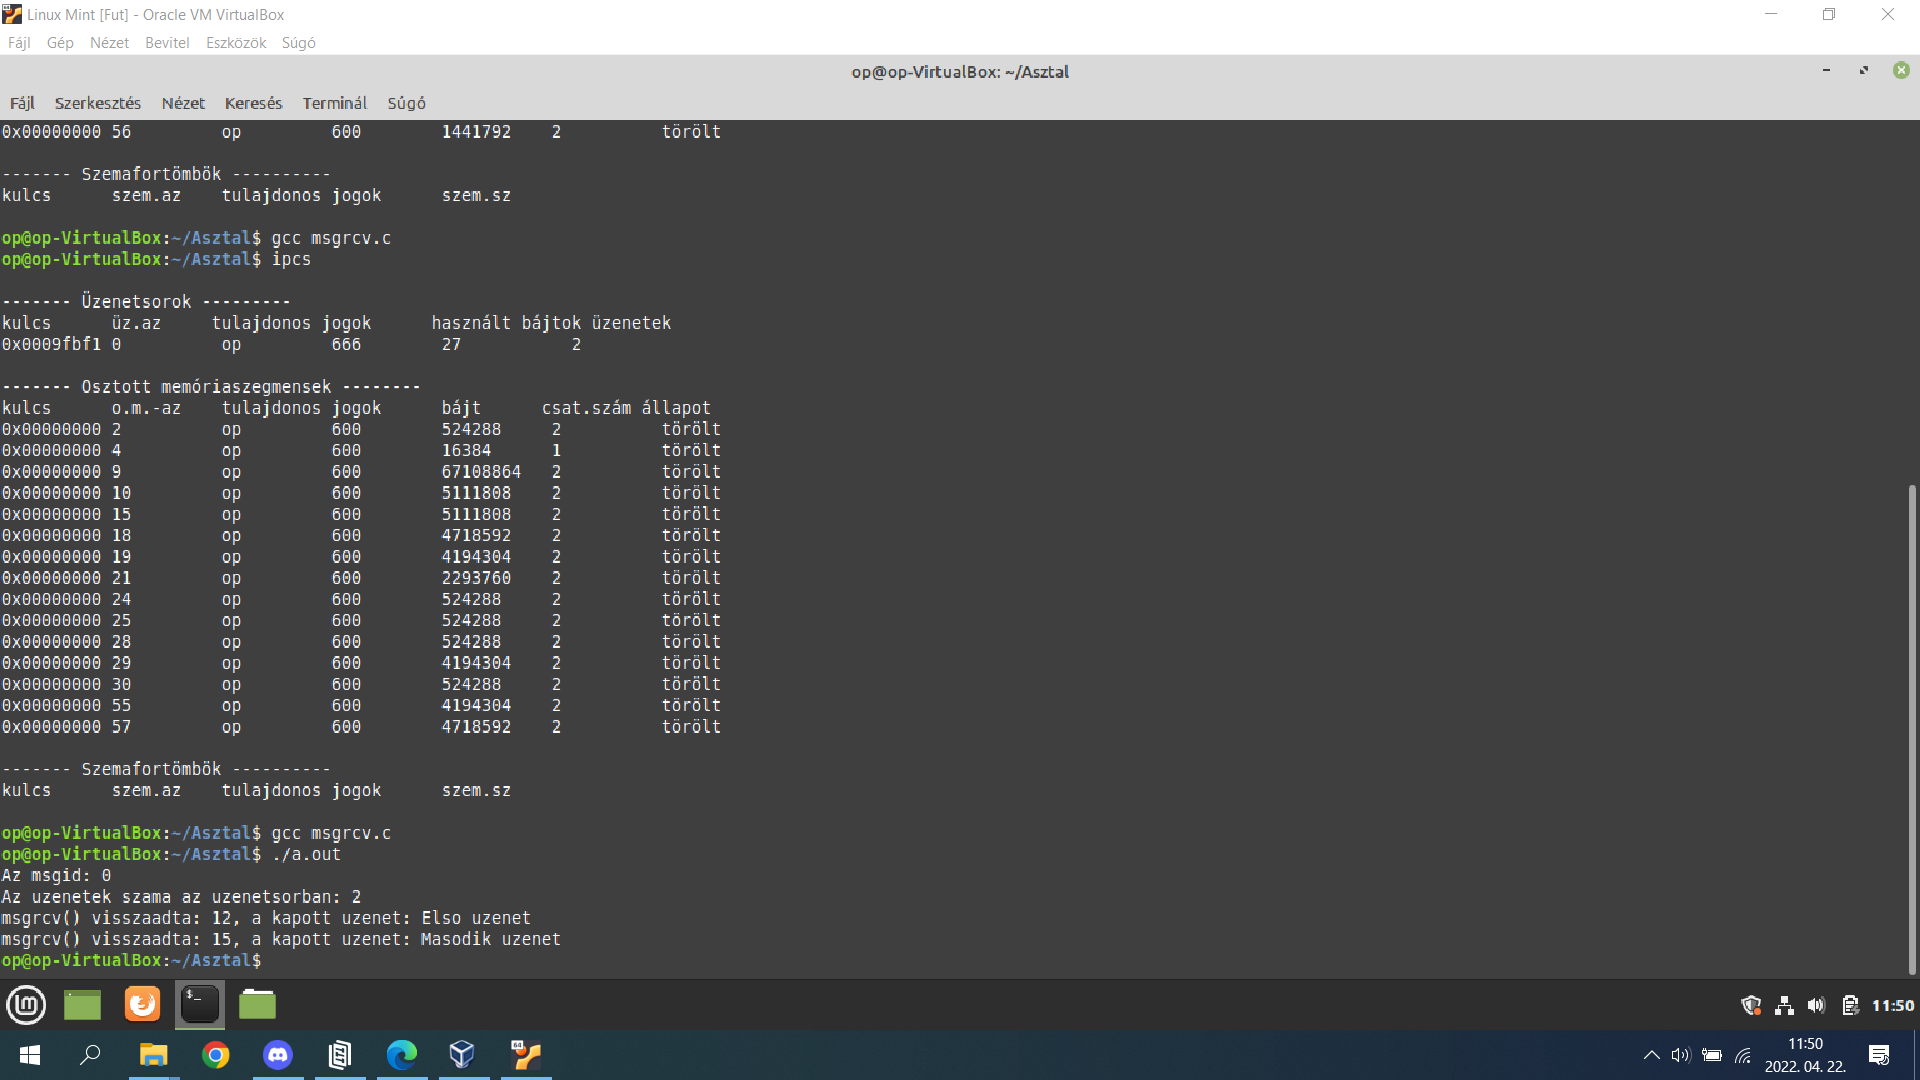 Linux Mint [Fut] - Oracle VM VirtualBox
Fájl Gép Nézet Bevitel Eszközök Súgó
op@op-VirtualBox: ~/Asztal
Fájl Szerkesztés Nézet Keresés Terminál Súgó
0x00000000 56 op 600 1441792 2 törölt
------- Szemafortömbök ----------
kulcs szem.az tulajdonos jogok szem.sz
op@op-VirtualBox:~/Asztal$ gcc msgrcv.c
op@op-VirtualBox:~/Asztal$ ipcs
------- Üzenetsorok ---------
kulcs üz.az tulajdonos jogok használt bájtok üzenetek
0x0009fbf1 0 op 666 27 2
------- Osztott memóriaszegmensek --------
kulcs o.m.-az tulajdonos jogok bájt csat.szám állapot
0x00000000 2 op 600 524288 2 törölt
0x00000000 4 op 600 16384 1 törölt
0x00000000 9 op 600 67108864 2 törölt
0x00000000 10 op 600 5111808 2 törölt
0x00000000 15 op 600 5111808 2 törölt
0x00000000 18 op 600 4718592 2 törölt
0x00000000 19 op 600 4194304 2 törölt
0x00000000 21 op 600 2293760 2 törölt
0x00000000 24 op 600 524288 2 törölt
0x00000000 25 op 600 524288 2 törölt
0x00000000 28 op 600 524288 2 törölt
0x00000000 29 op 600 4194304 2 törölt
0x00000000 30 op 600 524288 2 törölt
0x00000000 55 op 600 4194304 2 törölt
0x00000000 57 op 600 4718592 2 törölt
------- Szemafortömbök ----------
kulcs szem.az tulajdonos jogok szem.sz
op@op-VirtualBox:~/Asztal$ gcc msgrcv.c
op@op-VirtualBox:~/Asztal$ ./a.out
Az msgid: 0
Az uzenetek szama az uzenetsorban: 2
msgrcv() visszaadta: 12, a kapott uzenet: Elso uzenet
msgrcv() visszaadta: 15, a kapott uzenet: Masodik uzenet
op@op-VirtualBox:~/Asztal$
11:50
11:50
2022. 04. 22.